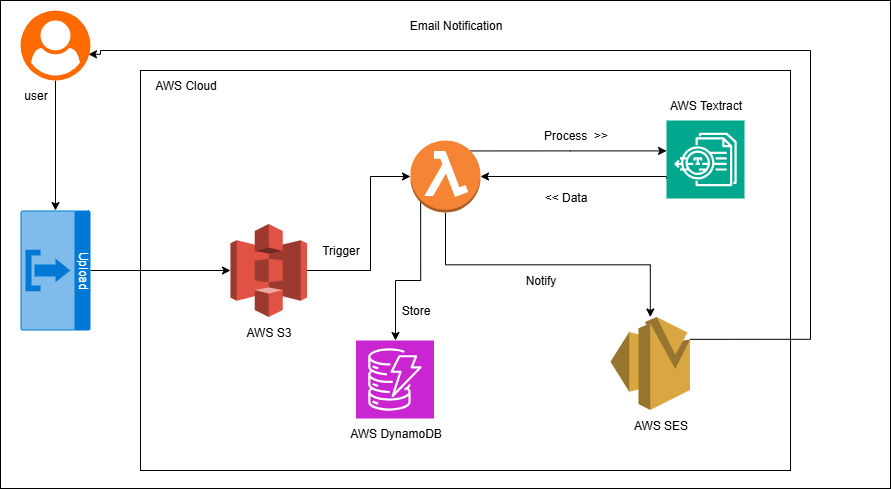 Email Notification
user
AWS Cloud
AWS Textract
Process >>
<< Data
Upload
Trigger
Notify
Store
AWS S3
AWS DynamoDB
AWS SES